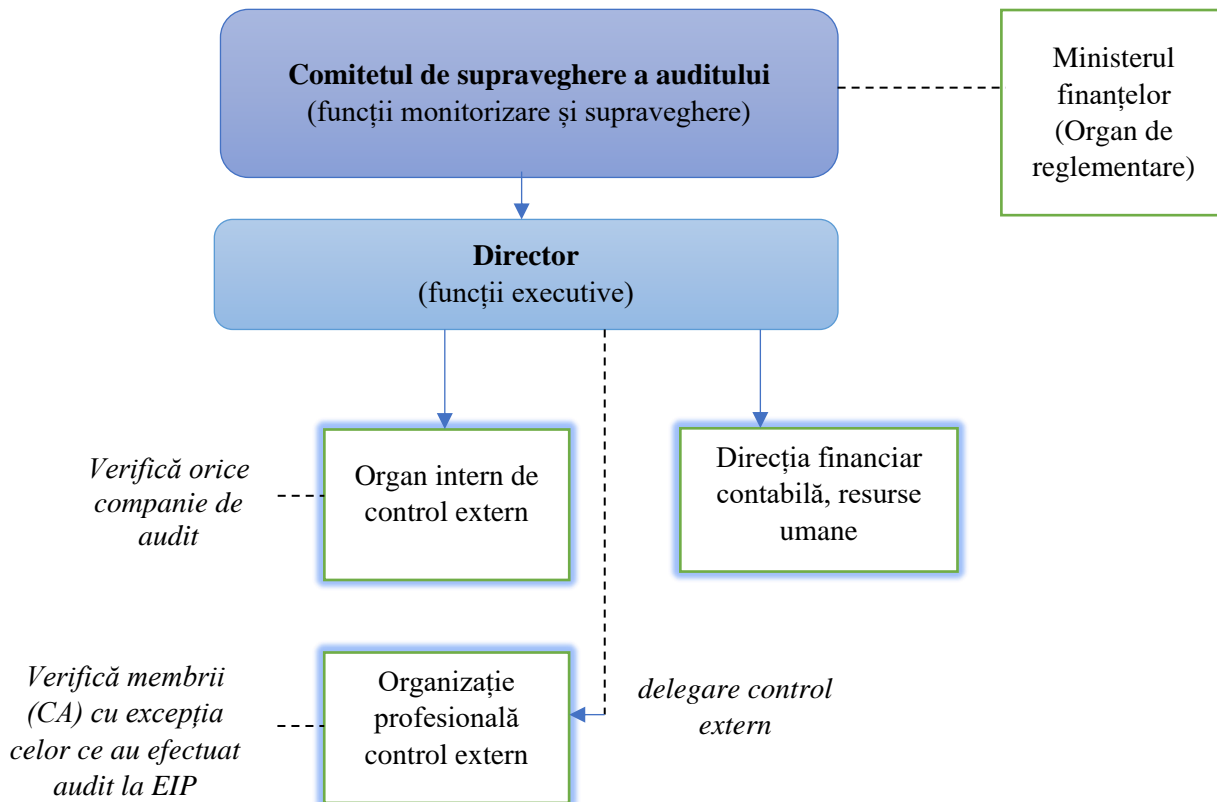 Comitetul de supraveghere a auditului
(funcții monitorizare și supraveghere)
Ministerul
finanțelor
(Organ de
reglementare)
Director
(funcții executive)
Verifică orice
companie de
audit
Organ intern de
control extern
Direcția financiar
contabilă, resurse
umane
Verifică membrii
(CA) cu excepția
celor ce au efectuat
audit la EIP
Organizație
profesională
control extern
delegare control
extern